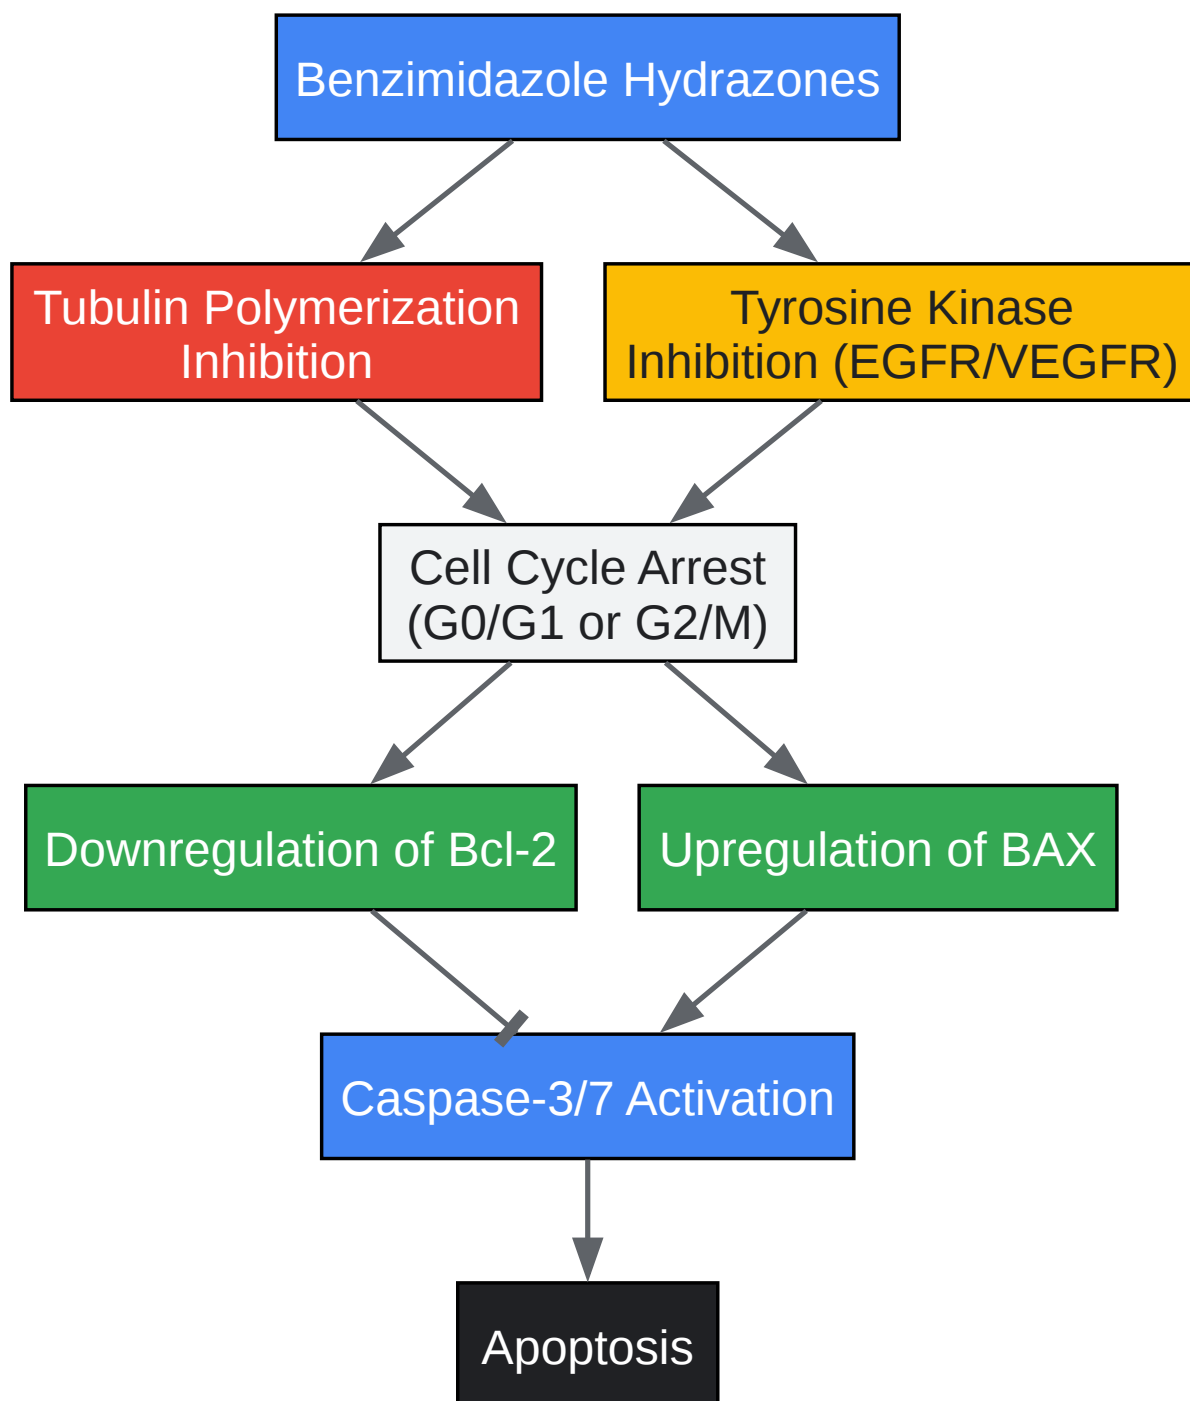 Benzimidazole Hydrazones
Tubulin Polymerization
Inhibition
Tyrosine Kinase
Inhibition (EGFR/VEGFR)
Cell Cycle Arrest
(G0/G1 or G2/M)
Downregulation of Bcl-2
Upregulation of BAX
Caspase-3/7 Activation
Apoptosis